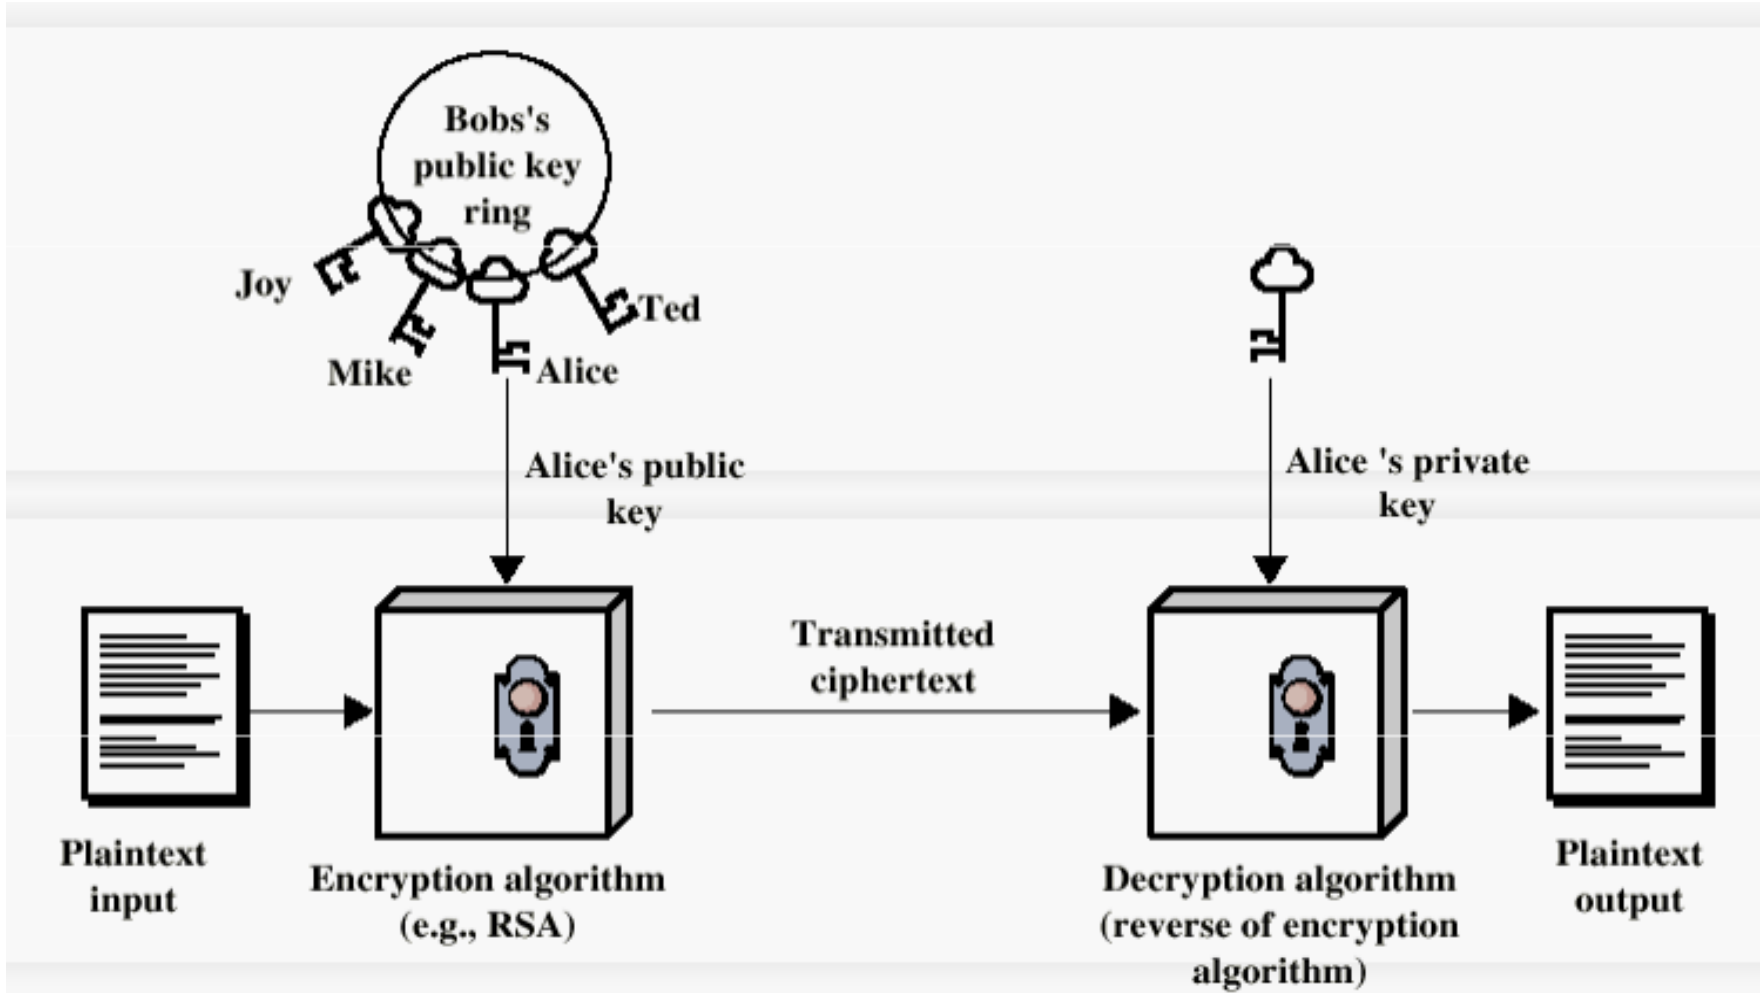 Bobs's
public key
ring
Joy
Mike
Alice
Ted
Alice's public
key
Alice 's private
key
Transmitted
ciphertext
Plaintext
input
Encryption algorithm
(e.g., RSA)
Decryption algorithm
(reverse of encryption
algorithm)
Plaintext
output